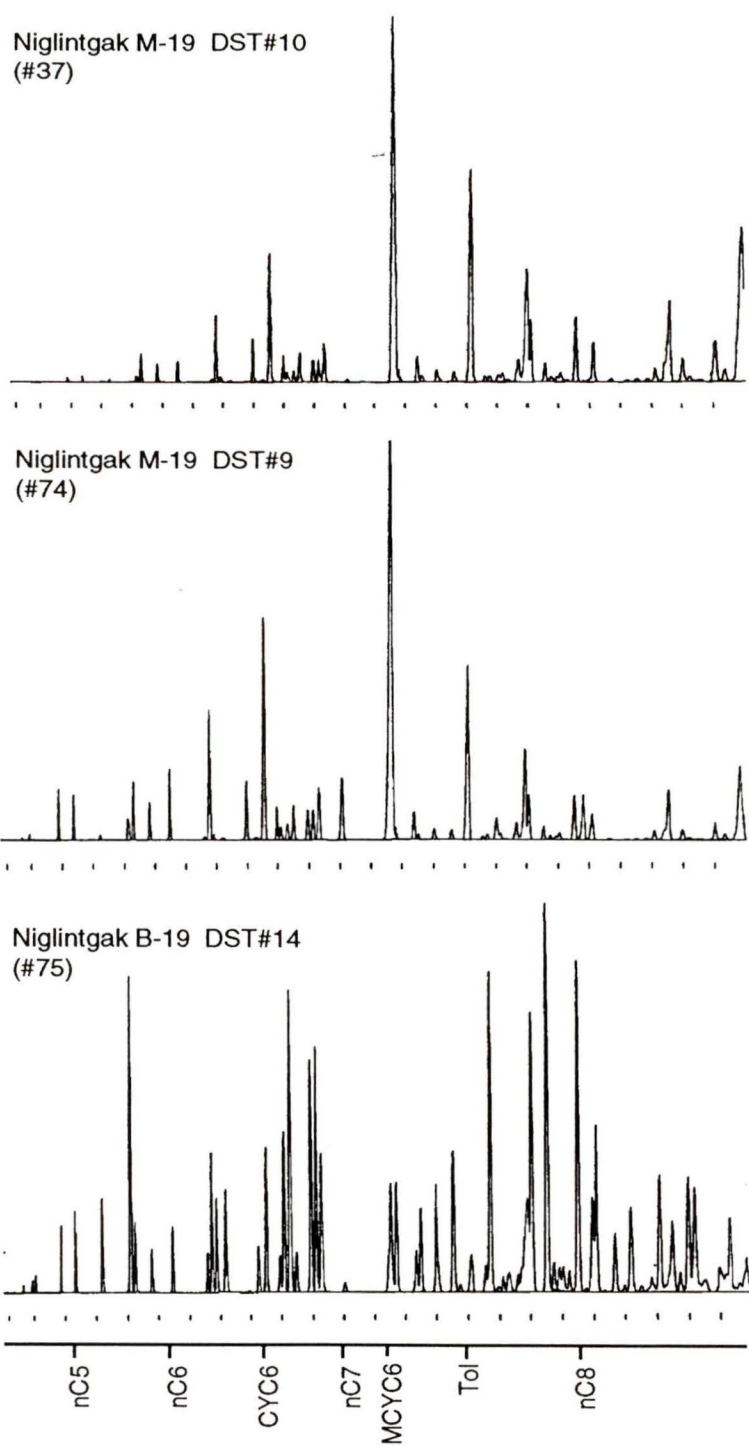 Niglintgak M-19 DST#10
(#37)
Niglintgak M-19 DST#9
(#74)
Niglintgak B-19 DST#14
(#75)
nC5
nC6
CYC6
nC7
MCYC6
Tol
nC8